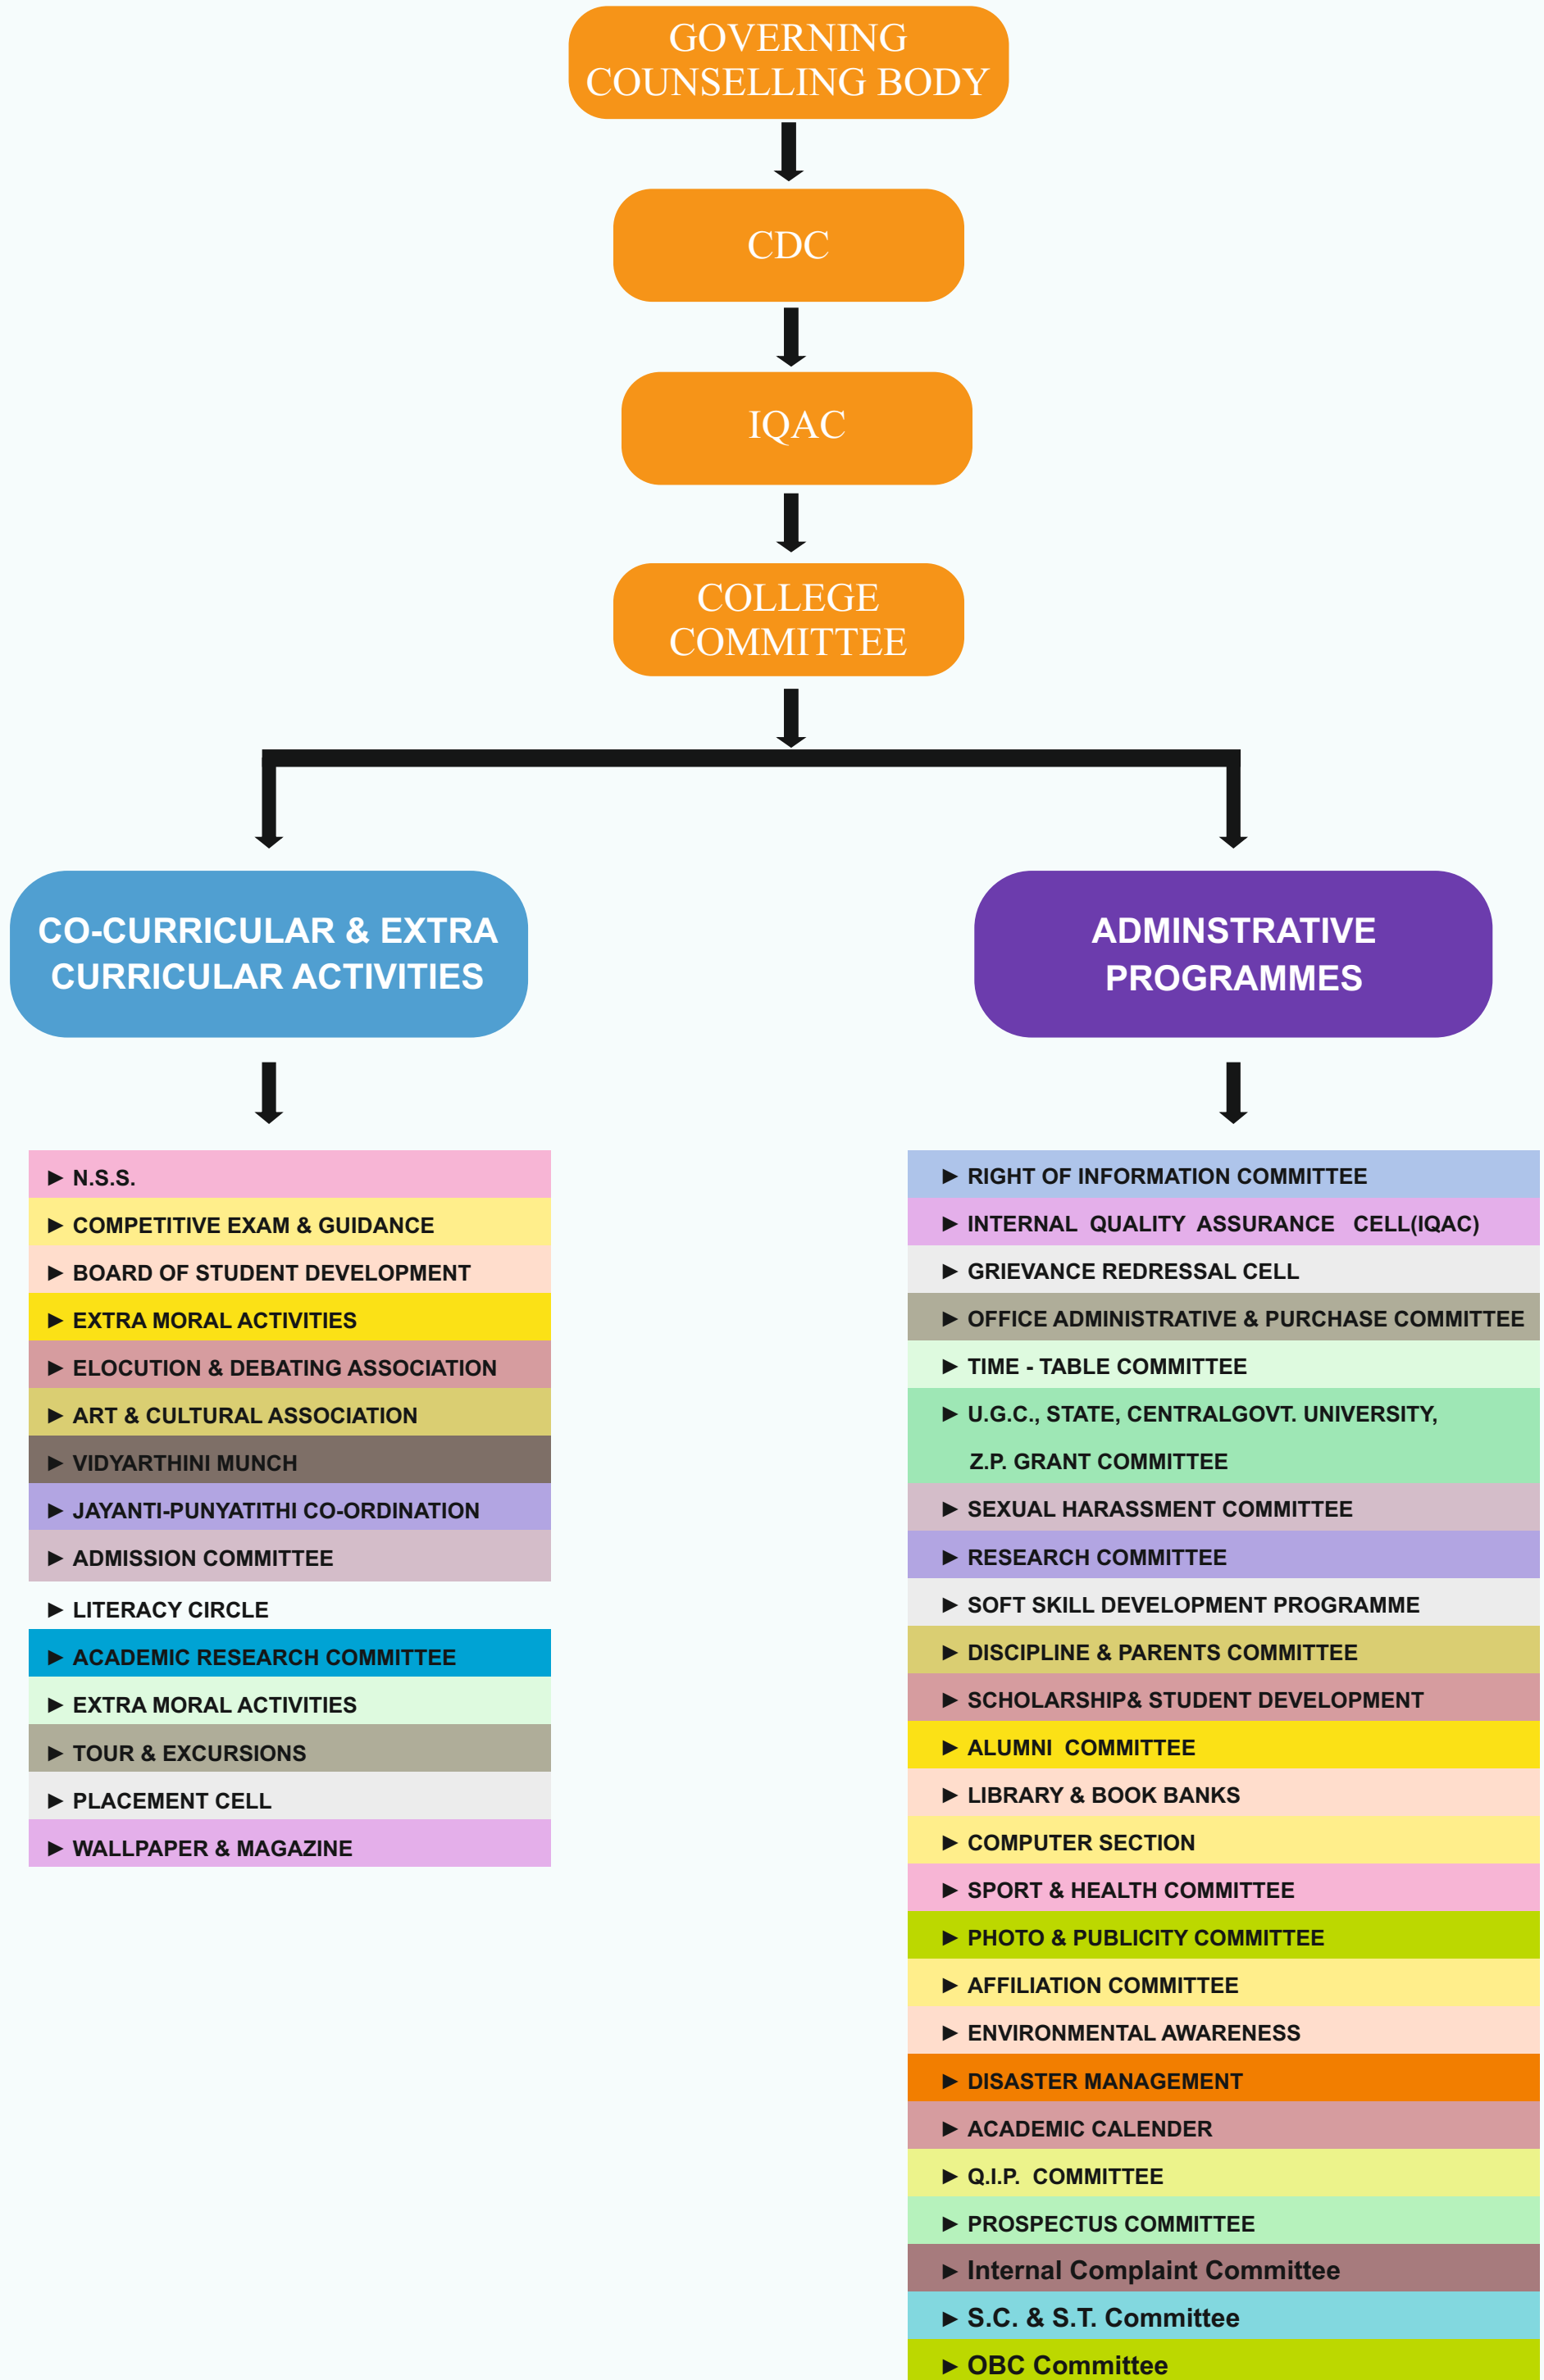 GOVERNING
COUNSELLING BODY
CDC
IQAC
COLLEGE
COMMITTEE
CO-CURRICULAR & EXTRA
CURRICULAR ACTIVITIES
► N.S.S.
► COMPETITIVE EXAM & GUIDANCE
► BOARD OF STUDENT DEVELOPMENT
► EXTRA MORAL ACTIVITIES
► ELOCUTION & DEBATING ASSOCIATION
► ART & CULTURAL ASSOCIATION
► VIDYARTHINI MUNCH
► JAYANTI-PUNYATITHI CO-ORDINATION
► ADMISSION COMMITTEE
► LITERACY CIRCLE
► ACADEMIC RESEARCH COMMITTEE
► EXTRA MORAL ACTIVITIES
► TOUR & EXCURSIONS
► PLACEMENT CELL
► WALLPAPER & MAGAZINE
ADMINSTRATIVE
PROGRAMMES
► RIGHT OF INFORMATION COMMITTEE
► INTERNAL QUALITY ASSURANCE CELL(IQAC)
► GRIEVANCE REDRESSAL CELL
► OFFICE ADMINISTRATIVE & PURCHASE COMMITTEE
► TIME - TABLE COMMITTEE
► U.G.C., STATE, CENTRALGOVT. UNIVERSITY,
Z.P. GRANT COMMITTEE
► SEXUAL HARASSMENT COMMITTEE
► RESEARCH COMMITTEE
► SOFT SKILL DEVELOPMENT PROGRAMME
► DISCIPLINE & PARENTS COMMITTEE
► SCHOLARSHIP& STUDENT DEVELOPMENT
► ALUMNI COMMITTEE
► LIBRARY & BOOK BANKS
► COMPUTER SECTION
► SPORT & HEALTH COMMITTEE
► PHOTO & PUBLICITY COMMITTEE
► AFFILIATION COMMITTEE
► ENVIRONMENTAL AWARENESS
► DISASTER MANAGEMENT
► ACADEMIC CALENDER
► Q.I.P. COMMITTEE
► PROSPECTUS COMMITTEE
► Internal Complaint Committee
► S.C. & S.T. Committee
► OBC Committee